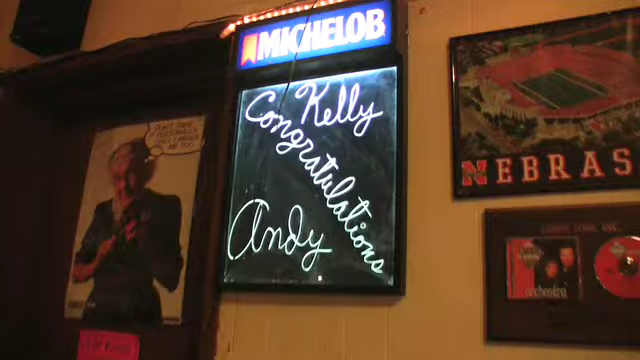 MICHELOB
Kelly
Congratulations
Andy
NEBRAS
orchestra